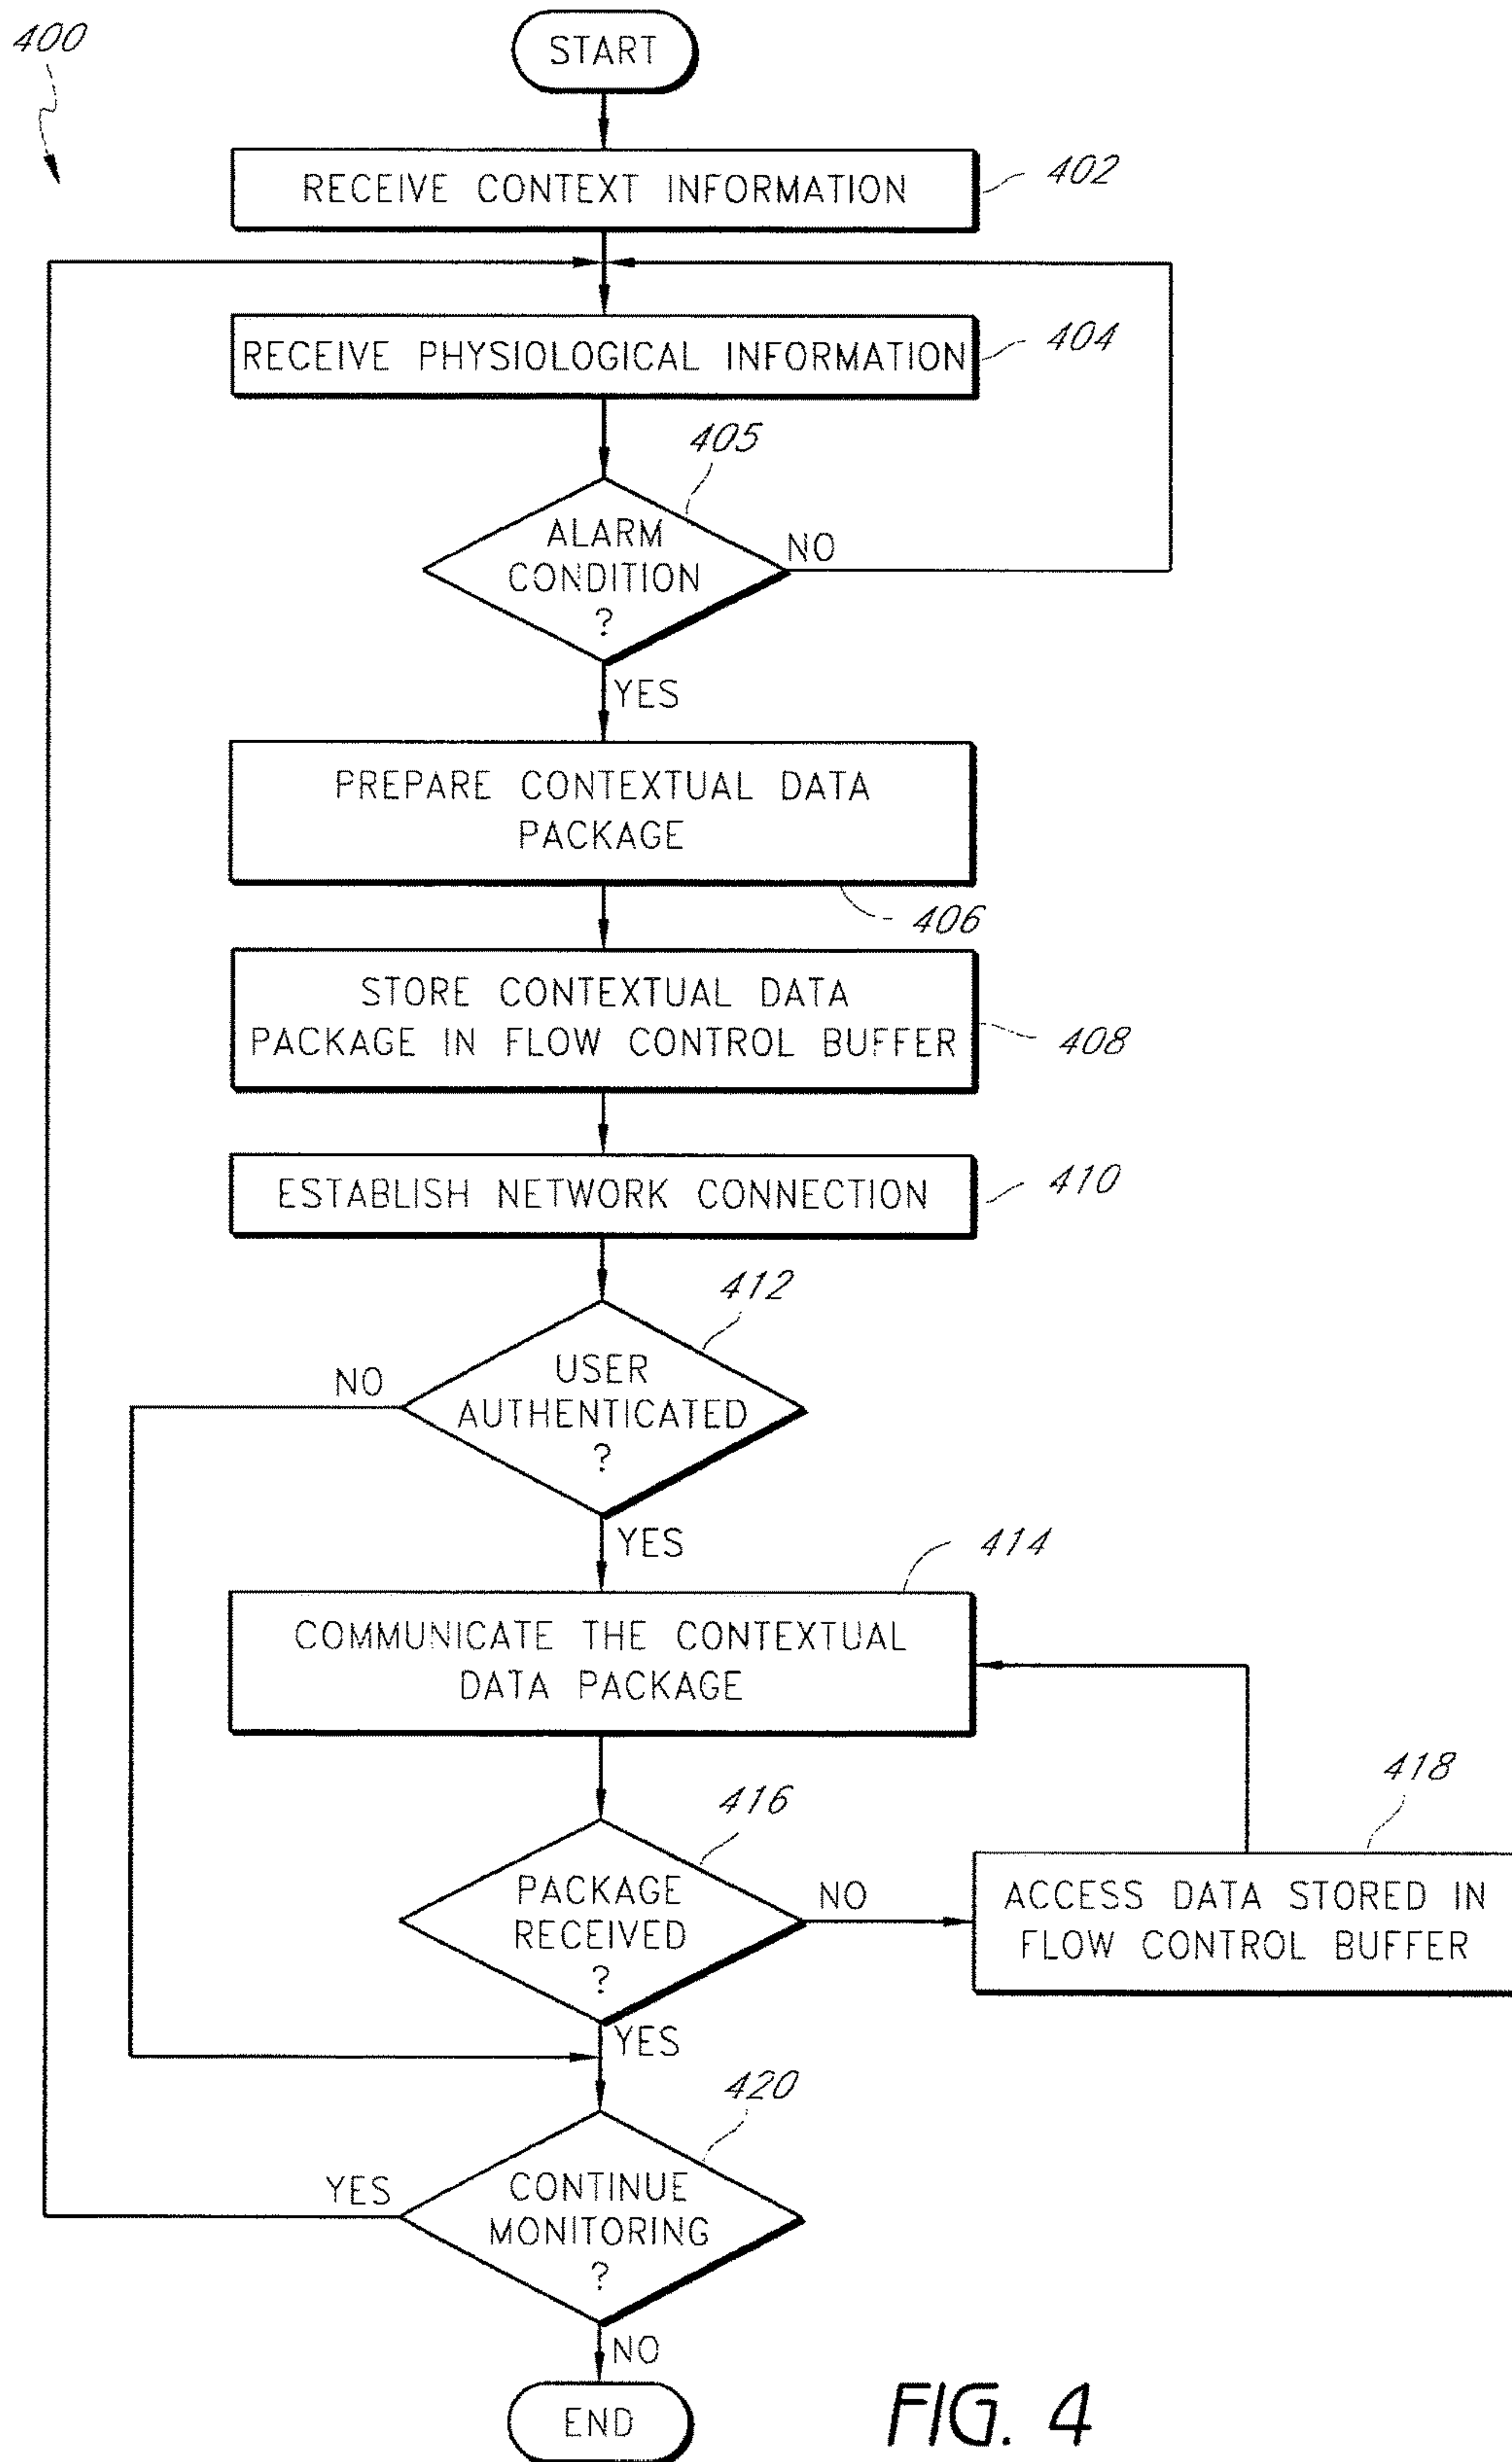 400
START
RECEIVE CONTEXT INFORMATION
402
RECEIVE PHYSIOLOGICAL INFORMATION
404
405
ALARM
CONDITION
?
NO
YES
PREPARE CONTEXTUAL DATA
PACKAGE
406
STORE CONTEXTUAL DATA
PACKAGE IN FLOW CONTROL BUFFER
408
ESTABLISH NETWORK CONNECTION
410
412
USER
AUTHENTICATED
?
NO
YES
414
COMMUNICATE THE CONTEXTUAL
DATA PACKAGE
416
PACKAGE
RECEIVED
?
NO
418
ACCESS DATA STORED IN
FLOW CONTROL BUFFER
YES
420
CONTINUE
MONITORING
?
YES
NO
END
FIG. 4